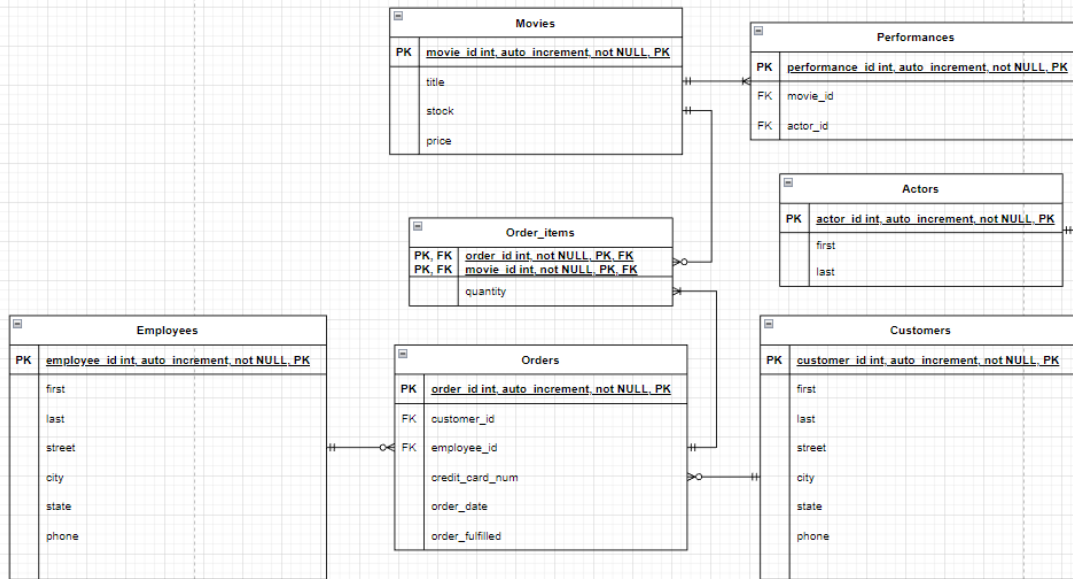 Movies
PK movie_id int, auto_increment, not NULL, PK
title
stock
price
Performances
PK performance_id int, auto_increment, not NULL, PK
FK movie_id
FK actor_id
Actors
PK actor_id int, auto_increment, not NULL, PK
first
last
Order_items
PK, FK order_id int, not NULL, PK, FK
PK, FK movie_id int, not NULL, PK, FK
quantity
Employees
PK employee_id int, auto_increment, not NULL, PK
first
last
street
city
state
phone
Orders
PK order_id int, auto_increment, not NULL, PK
FK customer_id
FK employee_id
credit_card_num
order_date
order_fulfilled
Customers
PK customer_id int, auto_increment, not NULL, PK
first
last
street
city
state
phone